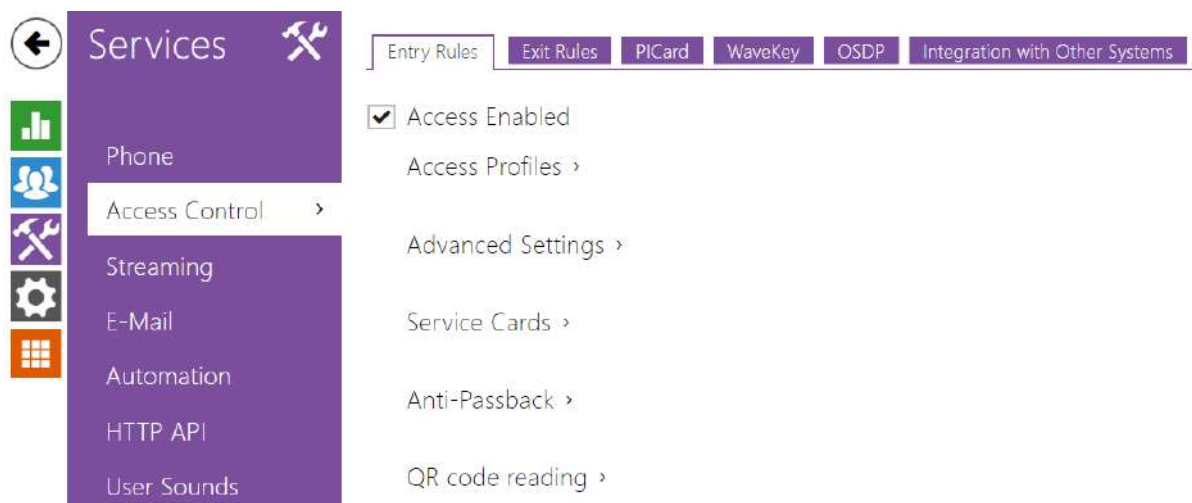 Services
Phone
Access Control
Streaming
E-Mail
Automation
HTTP API
User Sounds
Entry Rules Exit Rules PICard WaveKey OSDP Integration with Other Systems
Access Enabled
Access Profiles ›
Advanced Settings ›
Service Cards ›
Anti-Passback ›
QR code reading ›